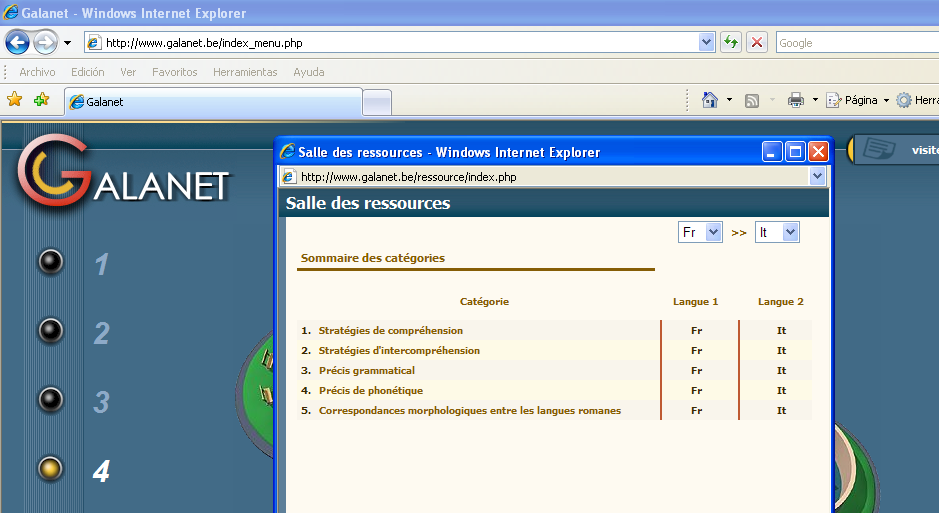 Galanet - Windows Internet Explorer
http://www.galanet.be/index_menu.php
Google
Archivo Edición Ver Favoritos Herramientas Ayuda
Galanet
Página
Herra
GALANET
visite
Salle des ressources - Windows Internet Explorer
http://www.galanet.be/ressource/index.php
Salle des ressources
Fr >> It
Sommaire des catégories
Catégorie Langue 1 Langue 2
1. Stratégies de compréhension Fr It
2. Stratégies d'intercompréhension Fr It
3. Précis grammatical Fr It
4. Précis de phonétique Fr It
5. Correspondances morphologiques entre les langues romanes Fr It
1
2
3
4